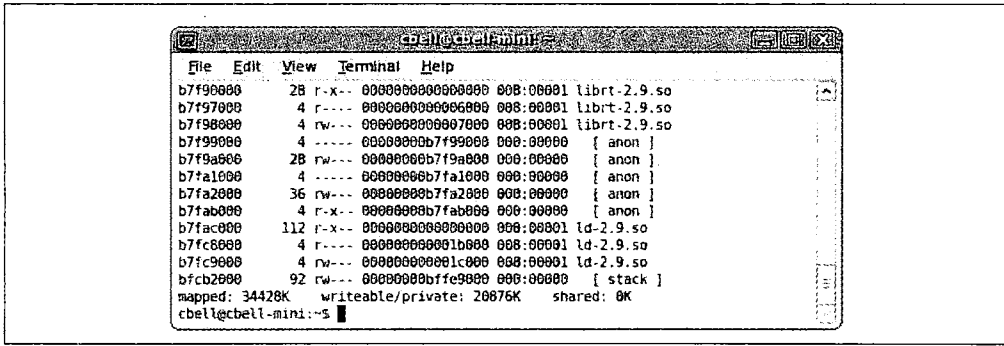 cbell@cbell-mini: ~
File Edit View Terminal Help
b7f90000 28 r-x-- 0000000000000000 008:00001 librt-2.9.so
b7f97000 4 r---- 0000000000006000 008:00001 librt-2.9.so
b7f98000 4 rw--- 0000000000007000 008:00001 librt-2.9.so
b7f99000 4 ----- 00000000b7f99000 000:00000 [ anon ]
b7f9a000 28 rw--- 00000000b7f9a000 000:00000 [ anon ]
b7fa1000 4 ----- 00000000b7fa1000 000:00000 [ anon ]
b7fa2000 36 rw--- 00000000b7fa2000 000:00000 [ anon ]
b7fab000 4 r-x-- 00000000b7fab000 000:00000 [ anon ]
b7fac000 112 r-x-- 0000000000000000 008:00001 ld-2.9.so
b7fc8000 4 r---- 000000000001b000 008:00001 ld-2.9.so
b7fc9000 4 rw--- 000000000001c000 008:00001 ld-2.9.so
bfcb2000 92 rw--- 00000000bffe9000 000:00000 [ stack ]
mapped: 34428K writeable/private: 20876K shared: 0K
cbell@cbell-mini:~$